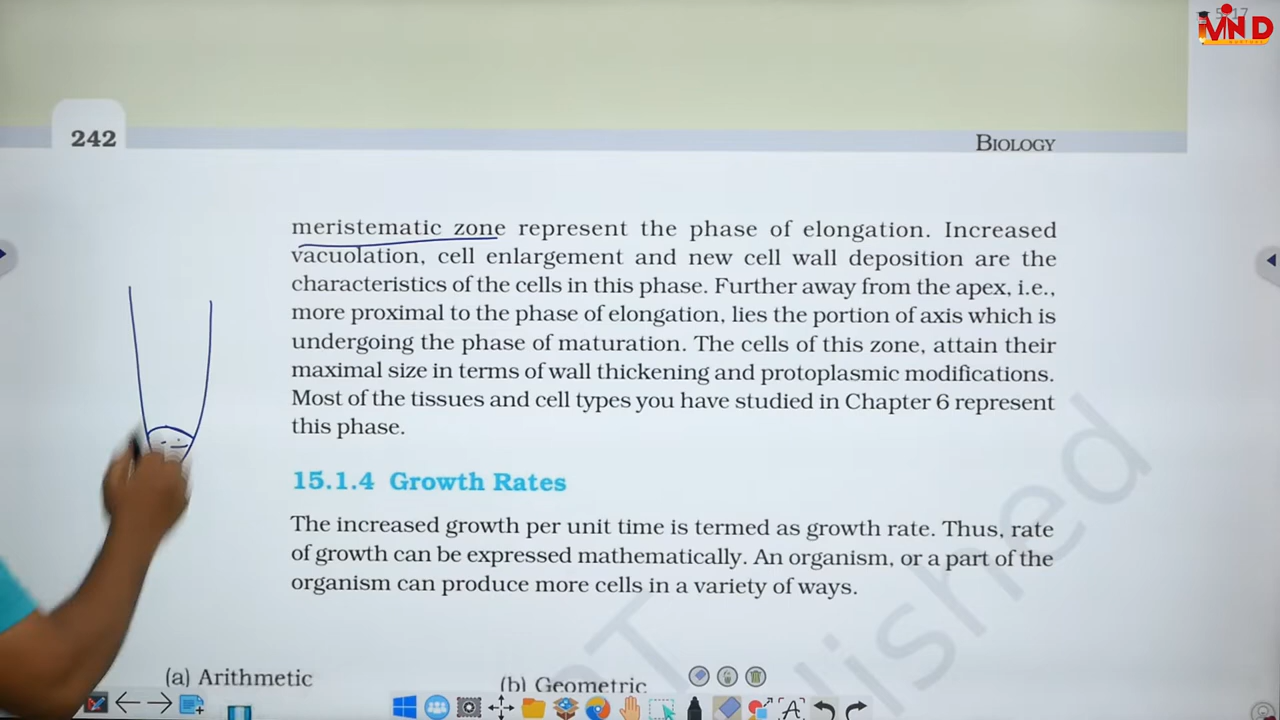 MIND
242
BIOLOGY
meristematic zone represent the phase of elongation. Increased
vacuolation, cell enlargement and new cell wall deposition are the
characteristics of the cells in this phase. Further away from the apex, i.e.,
more proximal to the phase of elongation, lies the portion of axis which is
undergoing the phase of maturation. The cells of this zone, attain their
maximal size in terms of wall thickening and protoplasmic modifications.
Most of the tissues and cell types you have studied in Chapter 6 represent
this phase.
15.1.4 Growth Rates
The increased growth per unit time is termed as growth rate. Thus, rate
of growth can be expressed mathematically. An organism, or a part of the
organism can produce more cells in a variety of ways.
(a) Arithmetic
(b) Geometric